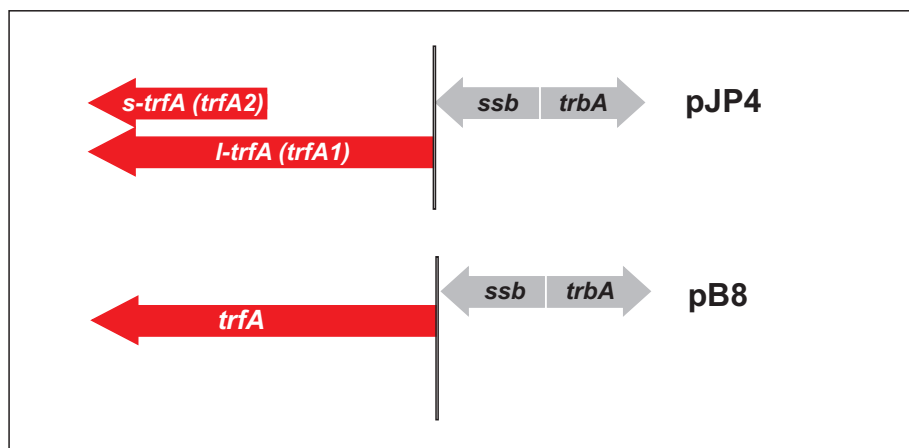 s-trfA (trfA2)
ssb trbA pJP4
l-trfA (trfA1)
ssb trbA pB8
trfA